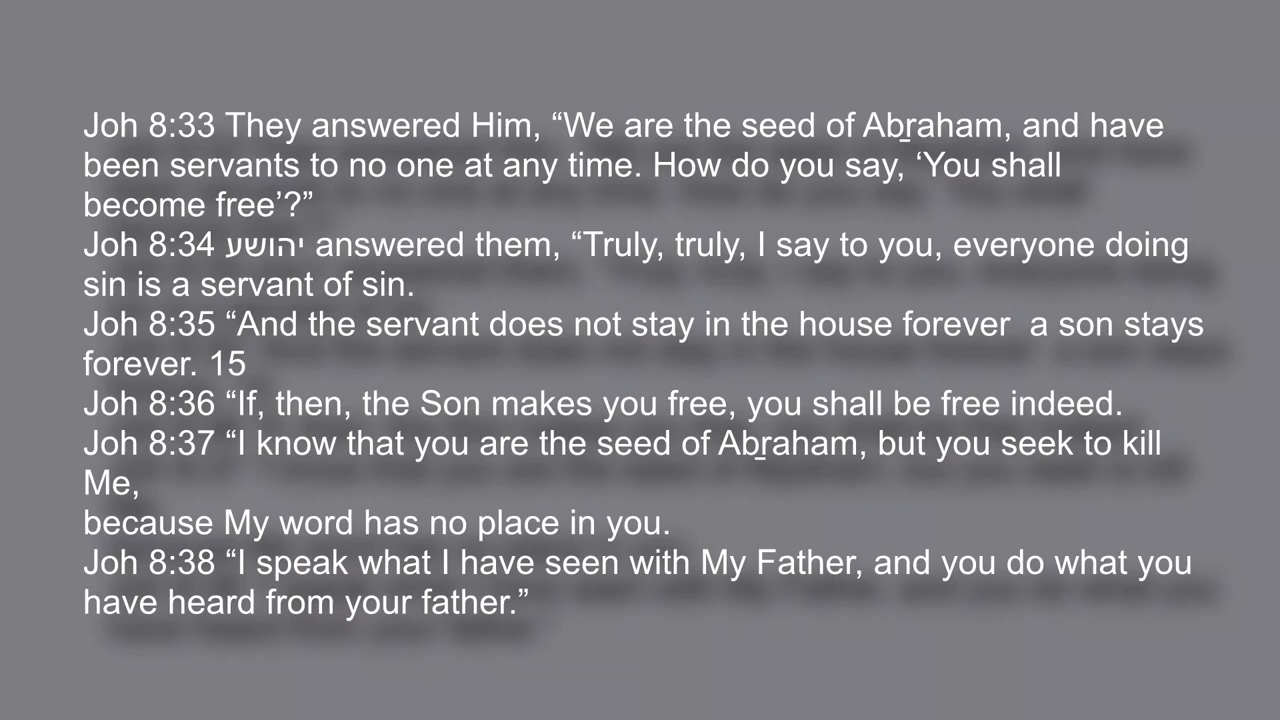 Joh 8:33 They answered Him, “We are the seed of Aḇraham, and have
been servants to no one at any time. How do you say, ‘You shall
become free’?”
Joh 8:34 יהושע answered them, “Truly, truly, I say to you, everyone doing
sin is a servant of sin.
Joh 8:35 “And the servant does not stay in the house forever  a son stays
forever. 15
Joh 8:36 “If, then, the Son makes you free, you shall be free indeed.
Joh 8:37 “I know that you are the seed of Aḇraham, but you seek to kill
Me,
because My word has no place in you.
Joh 8:38 “I speak what I have seen with My Father, and you do what you
have heard from your father.”